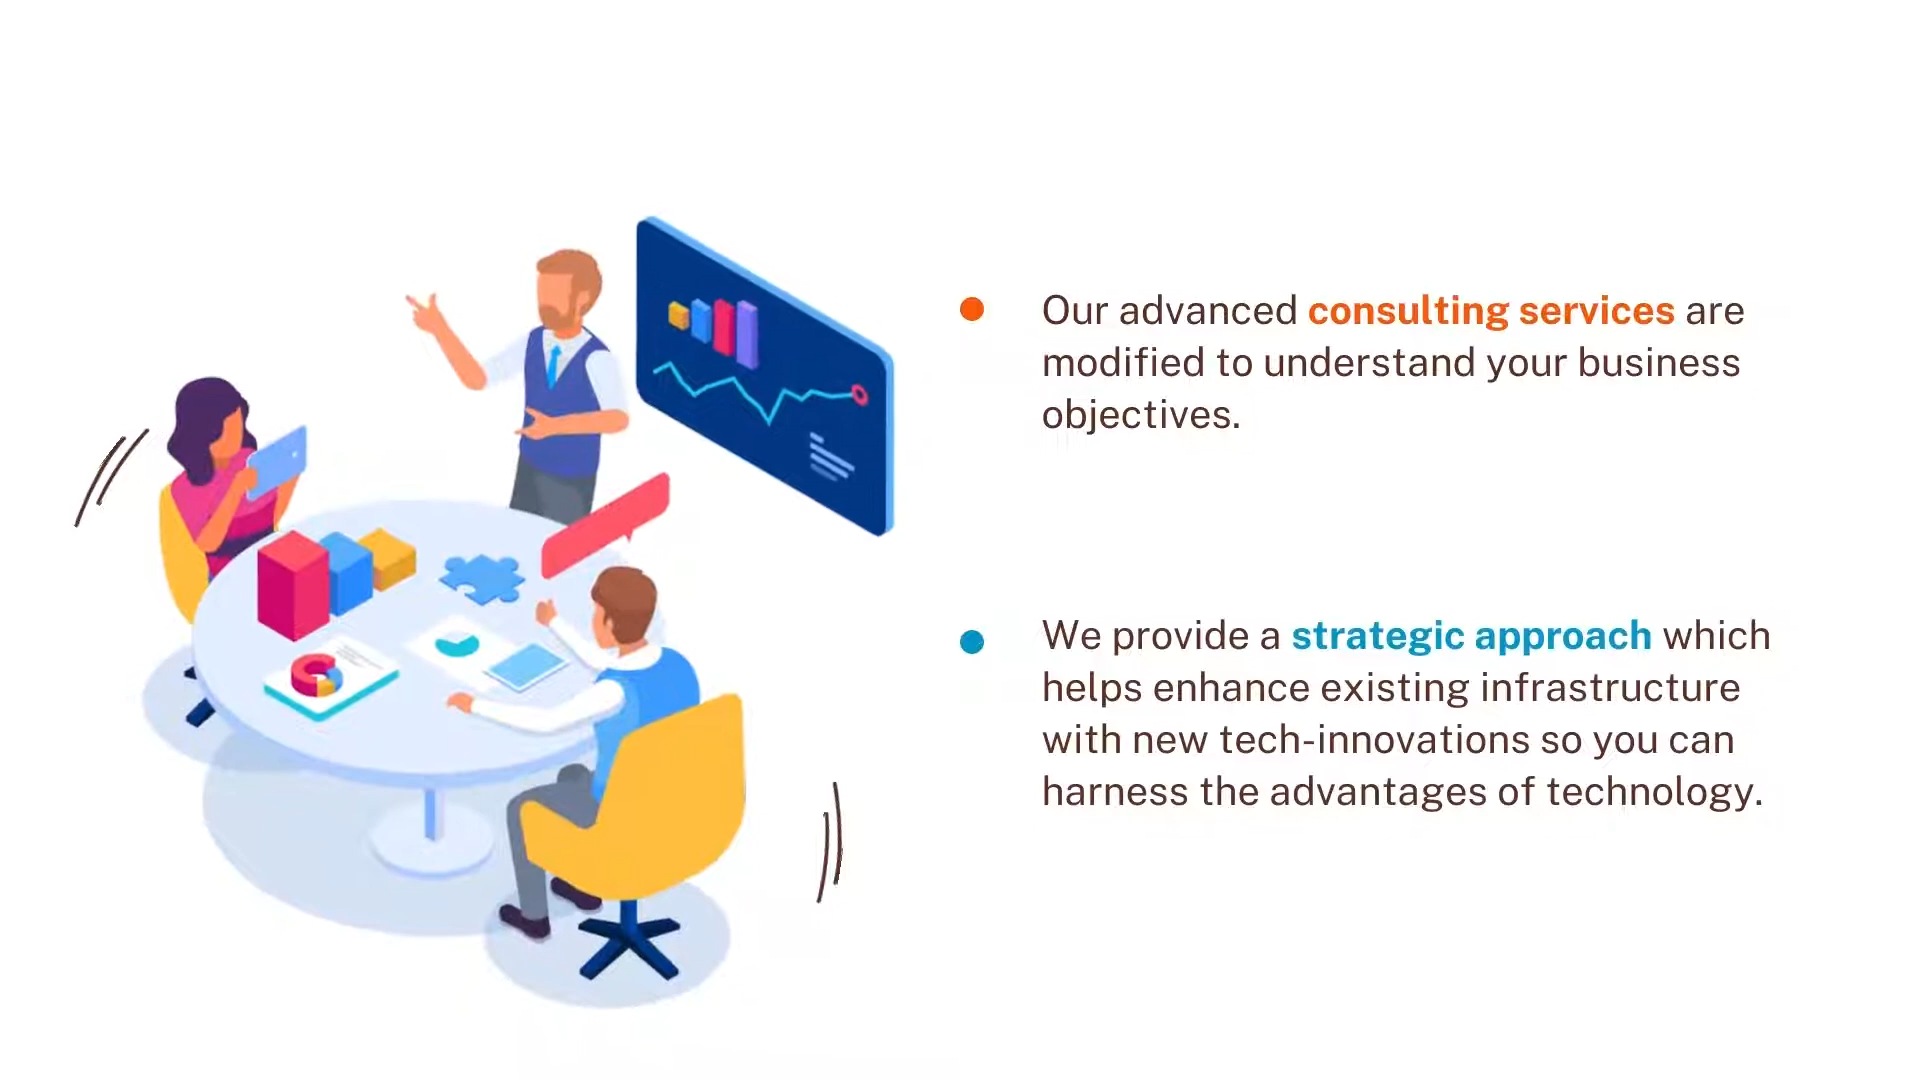 Our advanced consulting services are
modified to understand your business
objectives.
We provide a strategic approach which
helps enhance existing infrastructure
with new tech-innovations so you can
harness the advantages of technology.